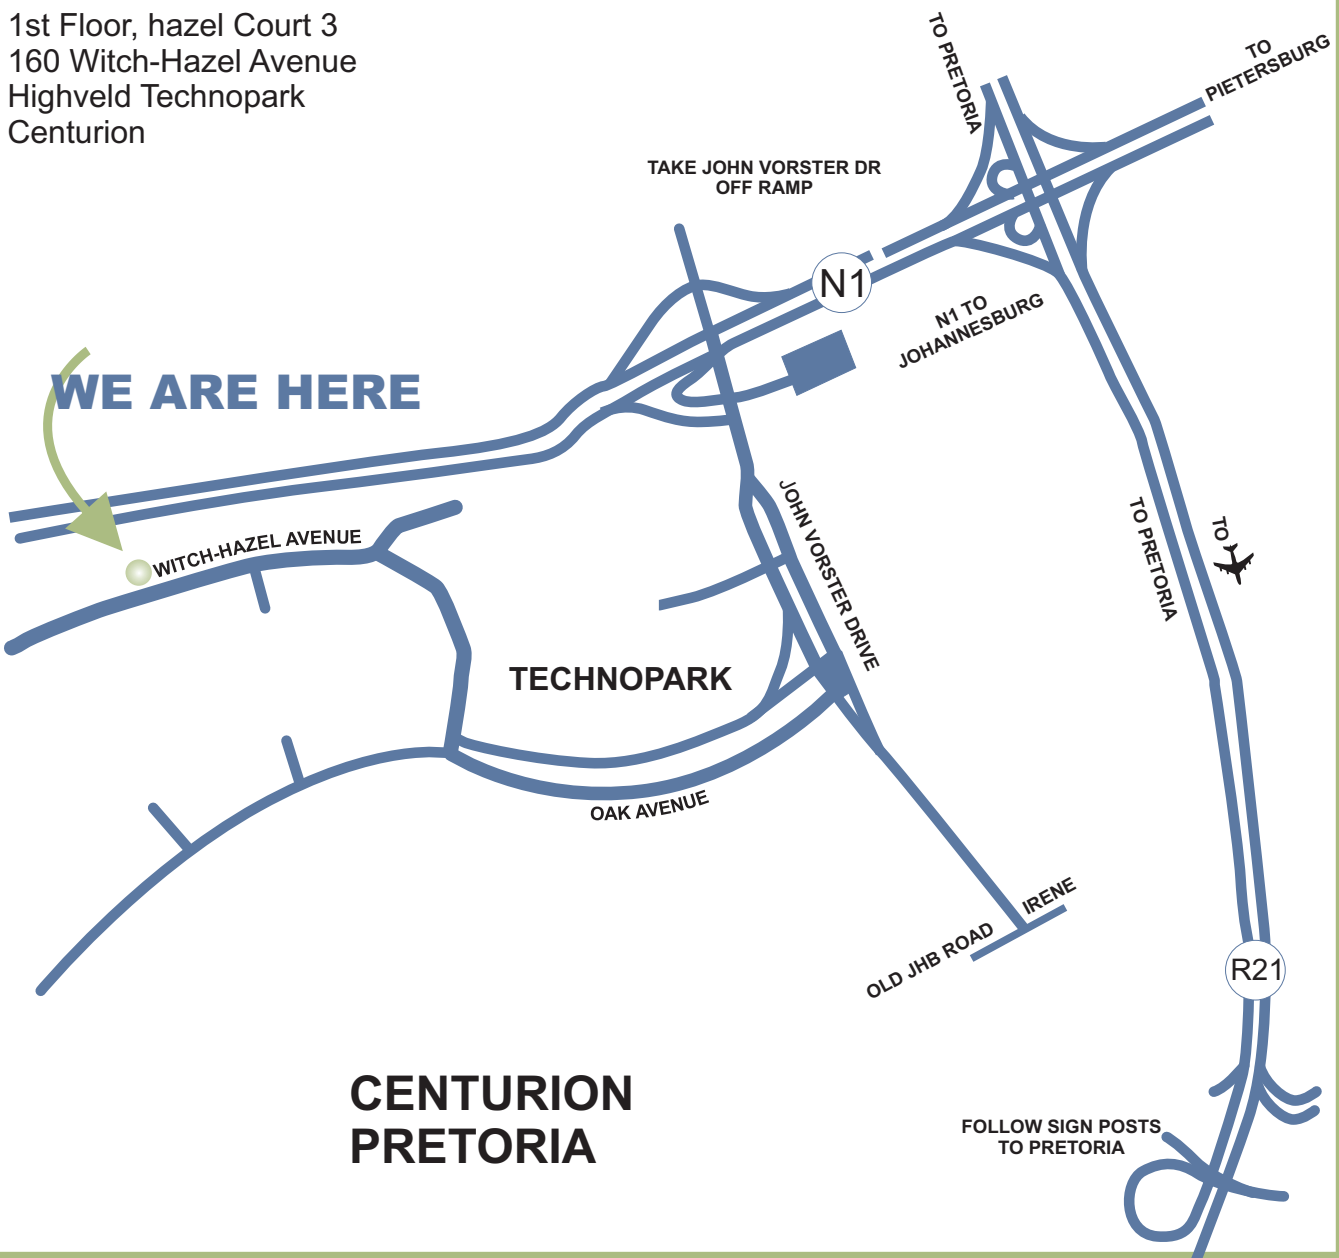 1st Floor, hazel Court 3
160 Witch-Hazel Avenue
Highveld Technopark
Centurion
TO PRETORIA
TO
PIETERSBURG
TAKE JOHN VORSTER DR
OFF RAMP
N1
N1 TO
JOHANNESBURG
WE ARE HERE
WITCH-HAZEL AVENUE
JOHN VORSTER DRIVE
TO PRETORIA
TO
TECHNOPARK
OAK AVENUE
IRENE
OLD JHB ROAD
R21
CENTURION
PRETORIA
FOLLOW SIGN POSTS
TO PRETORIA